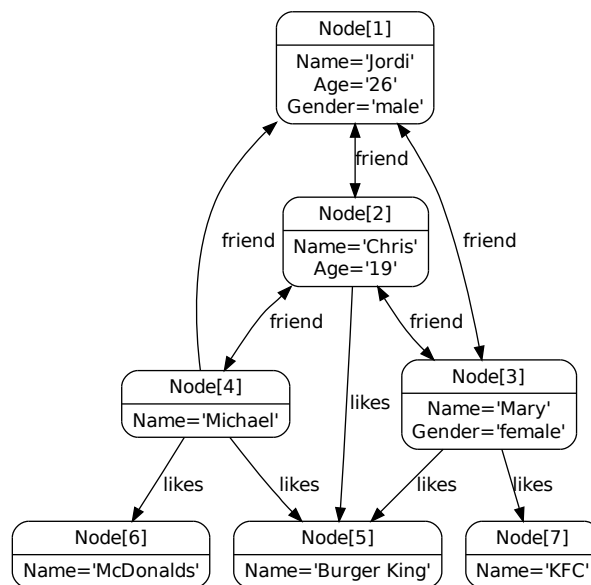 Node[1]
Name='Jordi'
Age='26'
Gender='male'
friend
Node[2]
Name='Chris'
Age='19'
friend
friend
friend
friend
Node[4]
Name='Michael'
likes
Node[3]
Name='Mary'
Gender='female'
likes
likes
likes
likes
Node[6]
Name='McDonalds'
Node[5]
Name='Burger King'
Node[7]
Name='KFC'